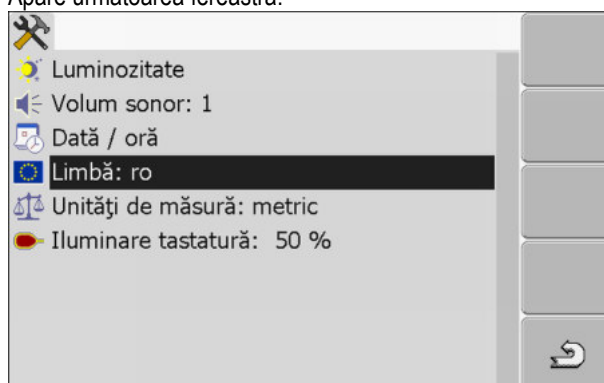 Apare următoarea fereastră:
Luminozitate
Volum sonor: 1
Dată / oră
Limbă: ro
Unităţi de măsură: metric
Iluminare tastatură: 50 %